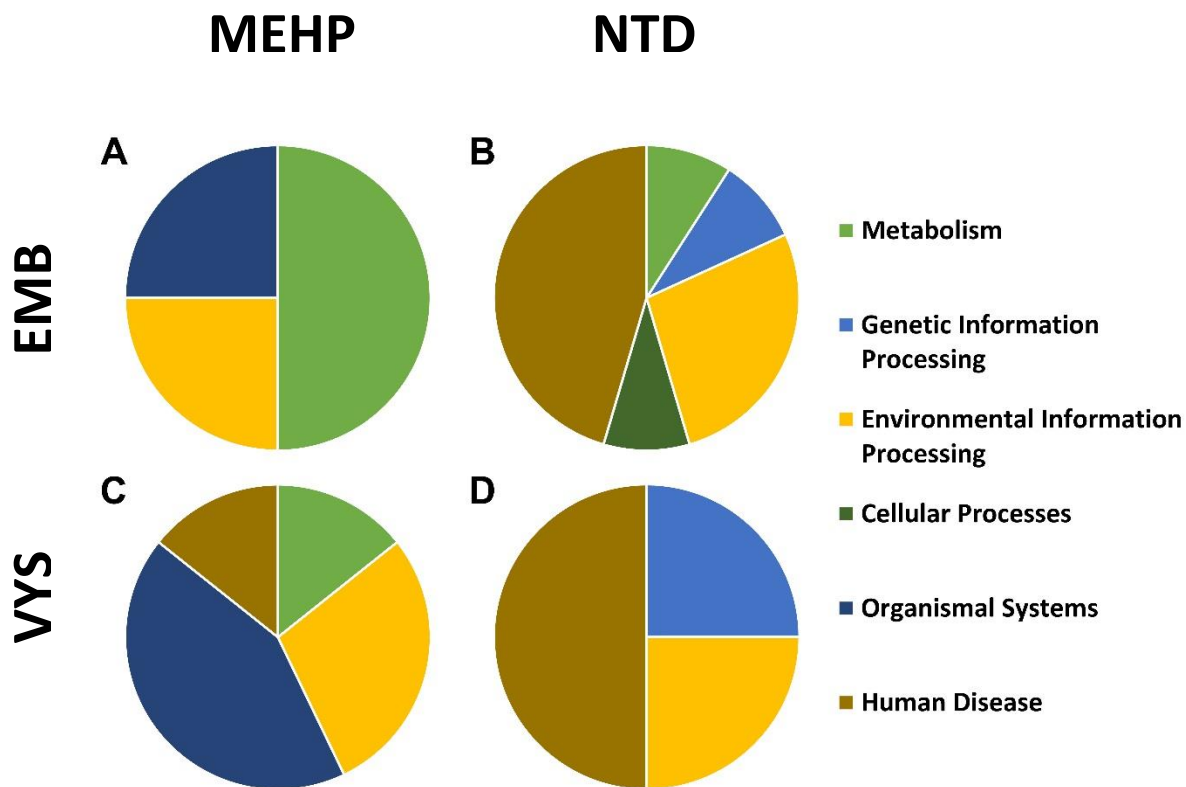 MEHP
NTD
EMB
VYS
A
B
C
D
Metabolism
Genetic Information
Processing
Environmental Information
Processing
Cellular Processes
Organismal Systems
Human Disease